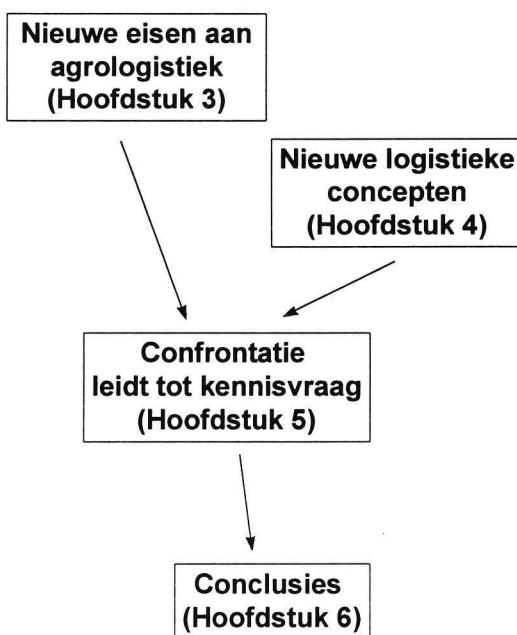 Nieuwe eisen aan
agrologistiek
(Hoofdstuk 3)
Nieuwe logistieke
concepten
(Hoofdstuk 4)
Confrontatie
leidt tot kennisvraag
(Hoofdstuk 5)
Conclusies
(Hoofdstuk 6)